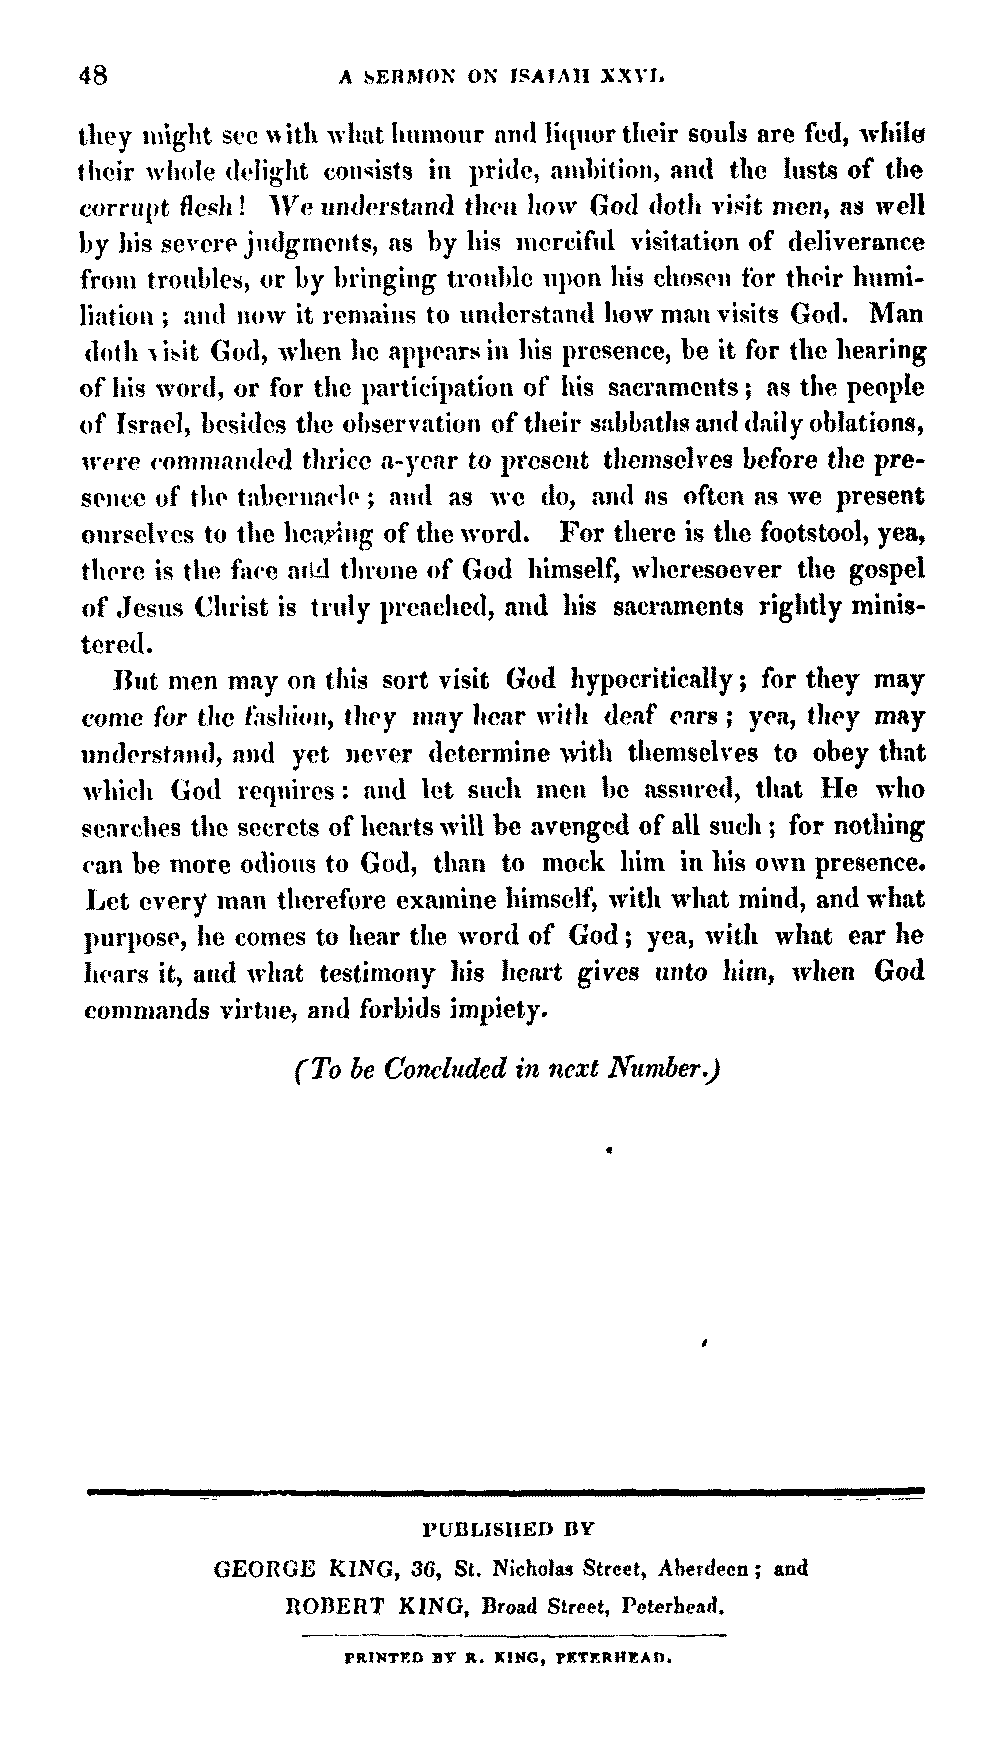 48 A SERMON ON ISAIAH XXVI.
they might see with what humour and liquor their souls are fed, while
their whole delight consists in pride, ambition, and the lusts of the
corrupt flesh! We understand then how God doth visit men, as well
by his severe judgments, as by his merciful visitation of deliverance
from troubles, or by bringing trouble upon his chosen for their humi-
liation; and now it remains to understand how man visits God. Man
doth visit God, when he appears in his presence, be it for the hearing
of his word, or for the participation of his sacraments; as the people
of Israel, besides the observation of their sabbaths and daily oblations,
were commanded thrice a-year to present themselves before the pre-
sence of the tabernacle; and as we do, and as often as we present
ourselves to the hearing of the word. For there is the footstool, yea,
there is the face and throne of God himself, wheresoever the gospel
of Jesus Christ is truly preached, and his sacraments rightly minis-
tered.
But men may on this sort visit God hypocritically; for they may
come for the fashion, they may hear with deaf ears; yea, they may
understand, and yet never determine with themselves to obey that
which God requires: and let such men be assured, that He who
searches the secrets of hearts will be avenged of all such; for nothing
can be more odious to God, than to mock him in his own presence.
Let every man therefore examine himself, with what mind, and what
purpose, he comes to hear the word of God; yea, with what ear he
hears it, and what testimony his heart gives unto him, when God
commands virtue, and forbids impiety.
(To be Concluded in next Number.)
PUBLISHED BY
GEORGE KING, 36, St. Nicholas Street, Aberdeen; and
ROBERT KING, Broad Street, Peterhead.
PRINTED BY R. KING, PETERHEAD.